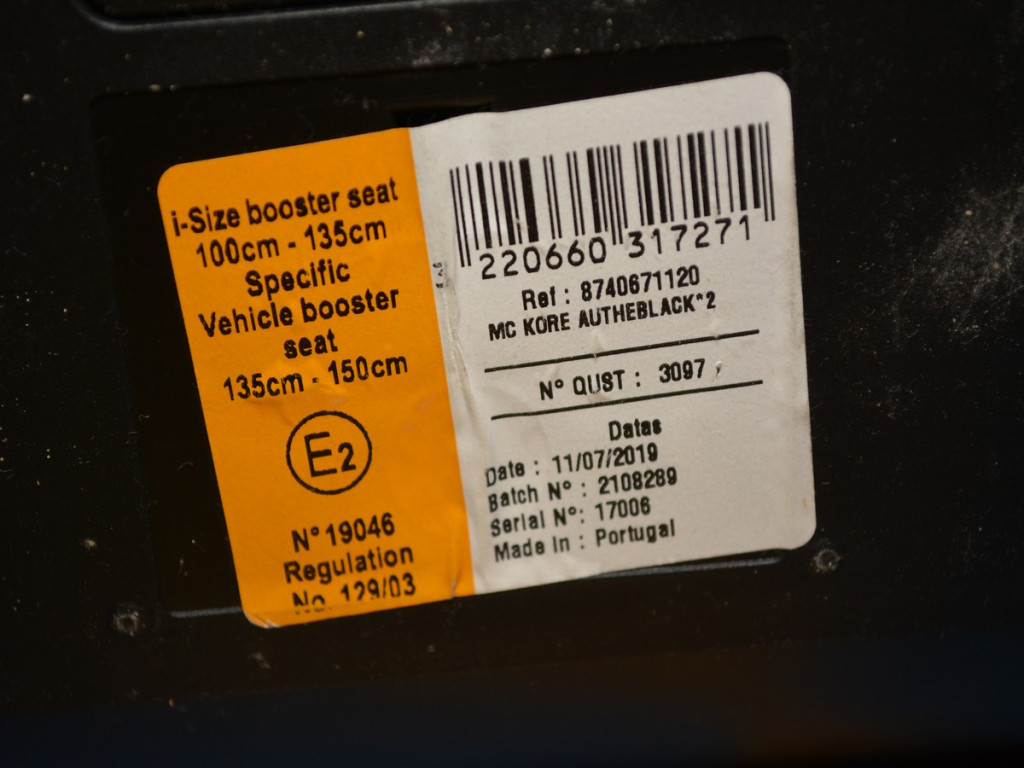 i-Size booster seat
100cm - 135cm
Specific
Vehicle booster
seat
135cm - 150cm
E2
N° 19046
Regulation
No. 129/03
220660 317271
Ref : 8740671120
MC KORE AUTHEBLACK*2
N° QUST : 3097
Datas
Date : 11/07/2019
Batch N° : 2108289
Serial N° : 17006
Made In : Portugal